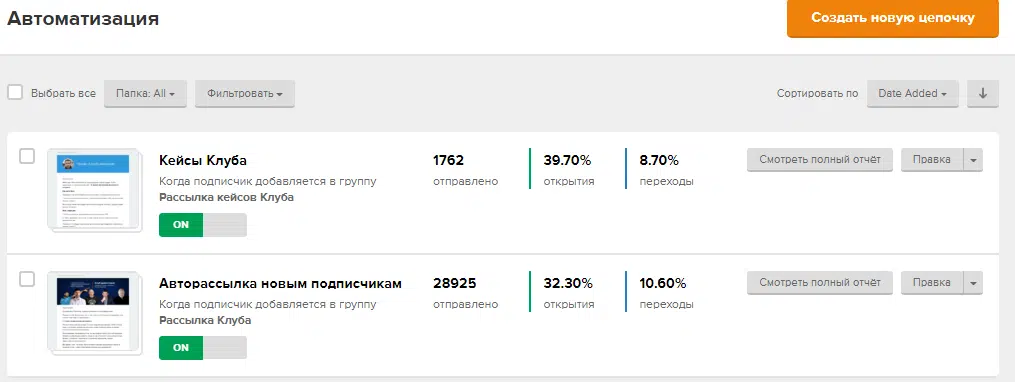 Автоматизация
Создать новую цепочку
Выбрать все
Папка: All
Фильтровать
Сортировать по
Date Added
Кейсы Клуба
1762
39.70%
8.70%
Смотреть полный отчёт
Правка
Когда подписчик добавляется в группу
отправлено
открытия
переходы
Рассылка кейсов Клуба
ON
Авторассылка новым подписчикам
28925
32.30%
10.60%
Смотреть полный отчёт
Правка
Когда подписчик добавляется в группу
отправлено
открытия
переходы
Рассылка Клуба
ON